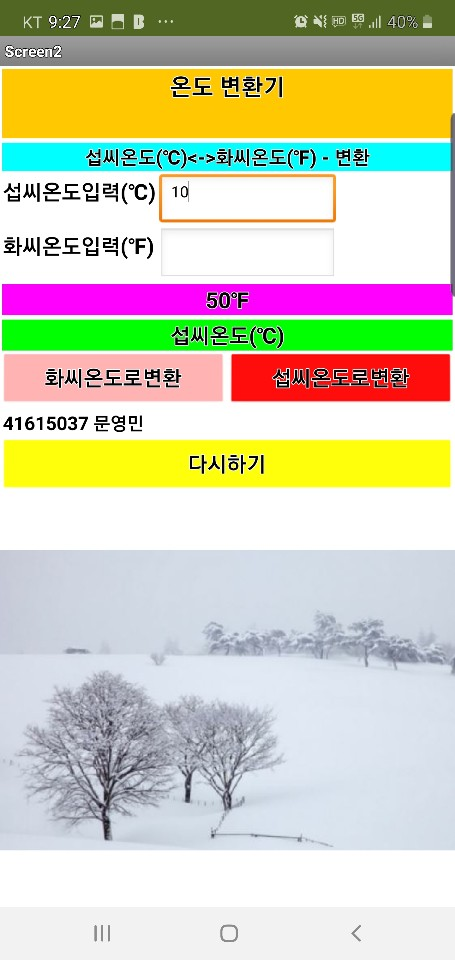 KT 9:27 40%
Screen2
온도 변환기
섭씨온도(℃)<->화씨온도(℉) - 변환
섭씨온도입력(℃) 10
화씨온도입력(℉)
50℉
섭씨온도(℃)
화씨온도로변환 섭씨온도로변환
41615037 문영민
다시하기